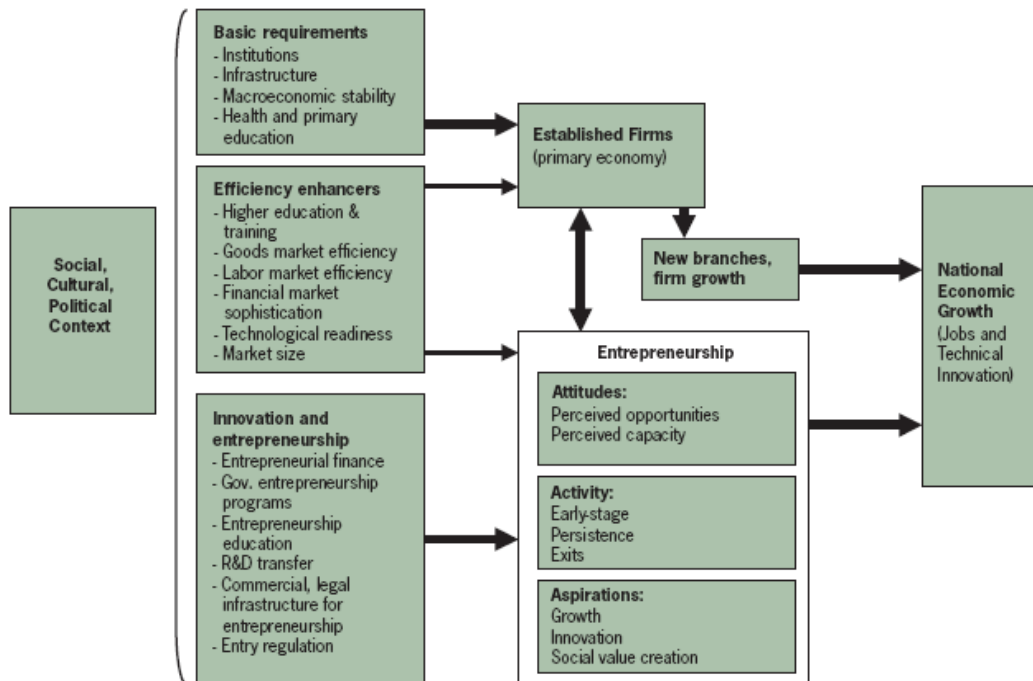 Social,
Cultural,
Political
Context
Basic requirements
- Institutions
- Infrastructure
- Macroeconomic stability
- Health and primary
education
Efficiency enhancers
- Higher education &
training
- Goods market efficiency
- Labor market efficiency
- Financial market
sophistication
- Technological readiness
- Market size
Innovation and
entrepreneurship
- Entrepreneurial finance
- Gov. entrepreneurship
programs
- Entrepreneurship
education
- R&D transfer
- Commercial, legal
infrastructure for
entrepreneurship
- Entry regulation
Established Firms
(primary economy)
New branches,
firm growth
Entrepreneurship
Attitudes:
Perceived opportunities
Perceived capacity
Activity:
Early-stage
Persistence
Exits
Aspirations:
Growth
Innovation
Social value creation
National
Economic
Growth
(Jobs and
Technical
Innovation)